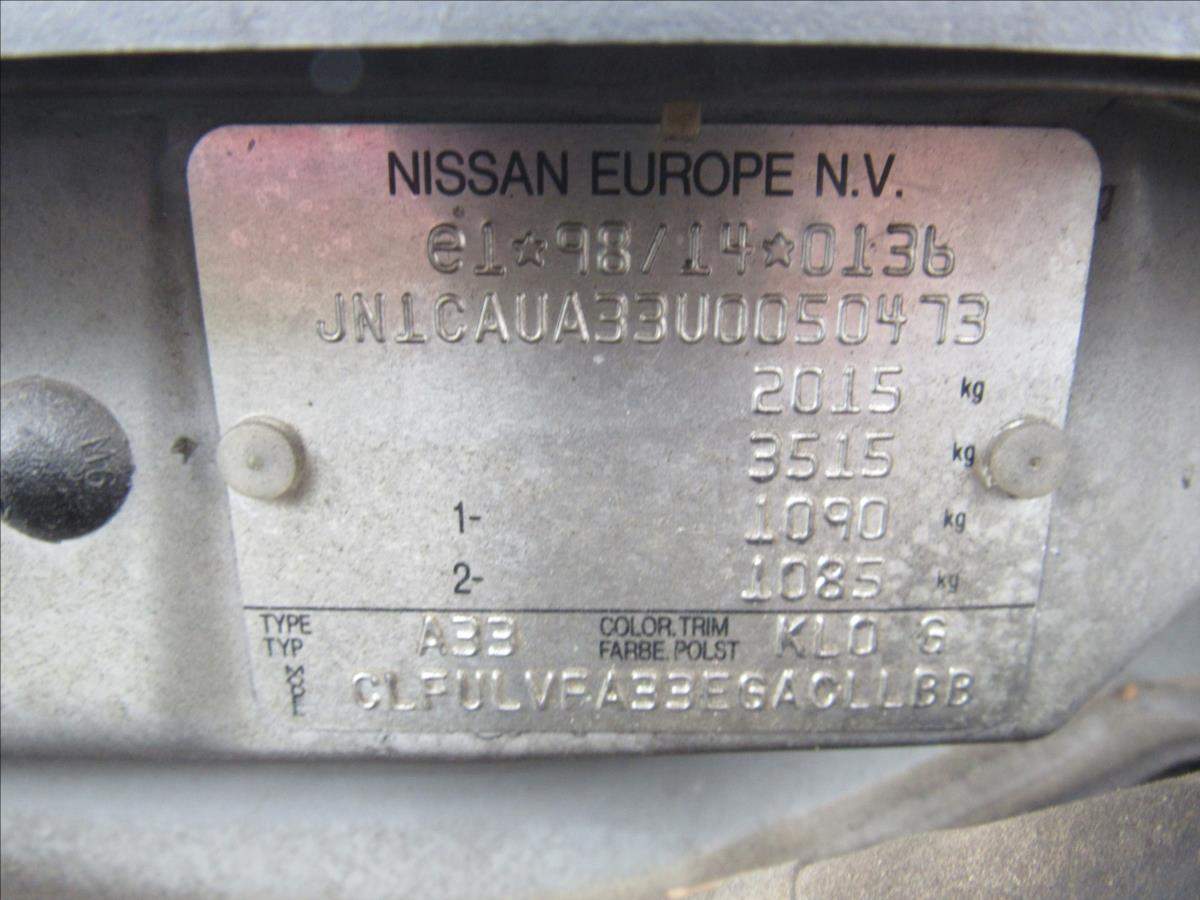 NISSAN EUROPE N.V.
e1*98/14*0136
JN1CAUA33U0050473
2015 kg
3515 kg
1- 1090 kg
2- 1085 kg
TYPE A33 COLOR.TRIM KL0 G
TYP FARBE.POLST
CLFULVFA33EGACLLBB